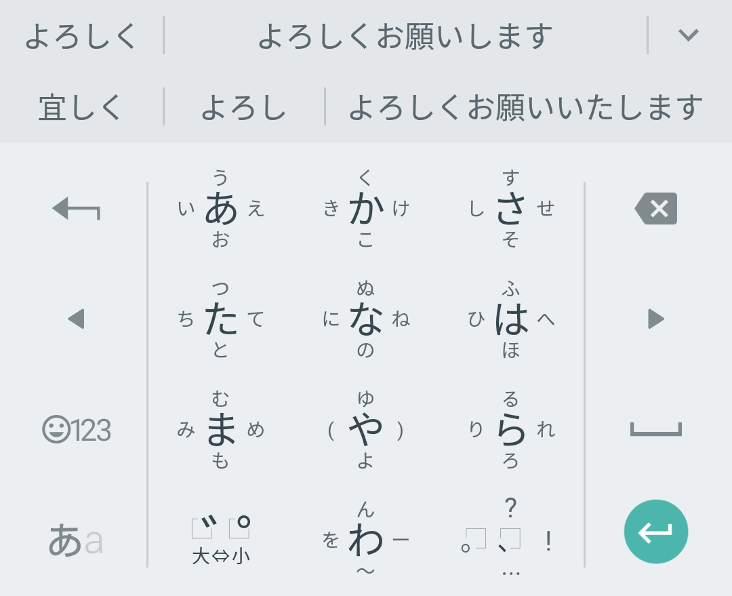 よろしく よろしくお願いします
宜しく よろし よろしくお願いいたします
う く す
い あ え き か け し さ せ
お こ そ
つ ぬ ふ
ち た て に な ね ひ は へ
と の ほ
む ゆ る
み ま め ( や ) り ら れ
123
も よ ろ
ん ?
あa ゛ ゜ を わ ー 。 、 !
大⇔小
〜 …